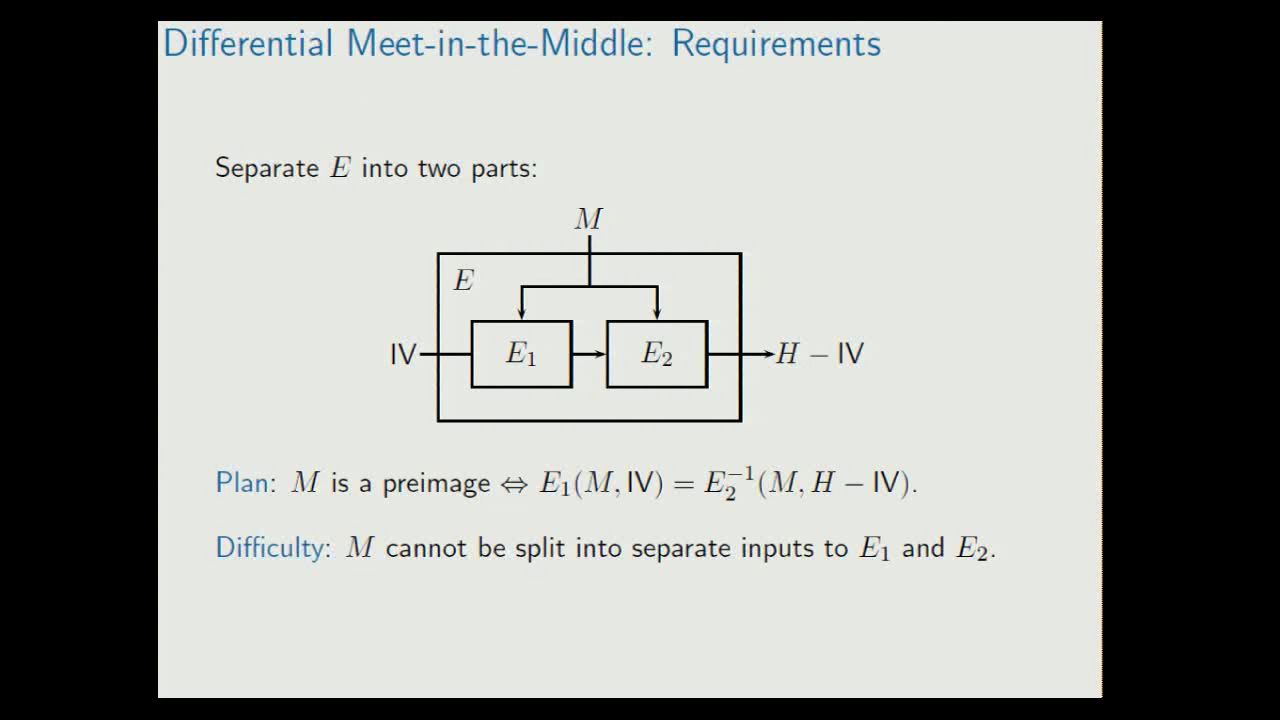 Differential Meet-in-the-Middle: Requirements
Separate E into two parts:
M
E
IV E₁ E₂ H − IV
Plan: M is a preimage ⇔ E₁(M, IV) = E₂⁻¹(M, H − IV).
Difficulty: M cannot be split into separate inputs to E₁ and E₂.